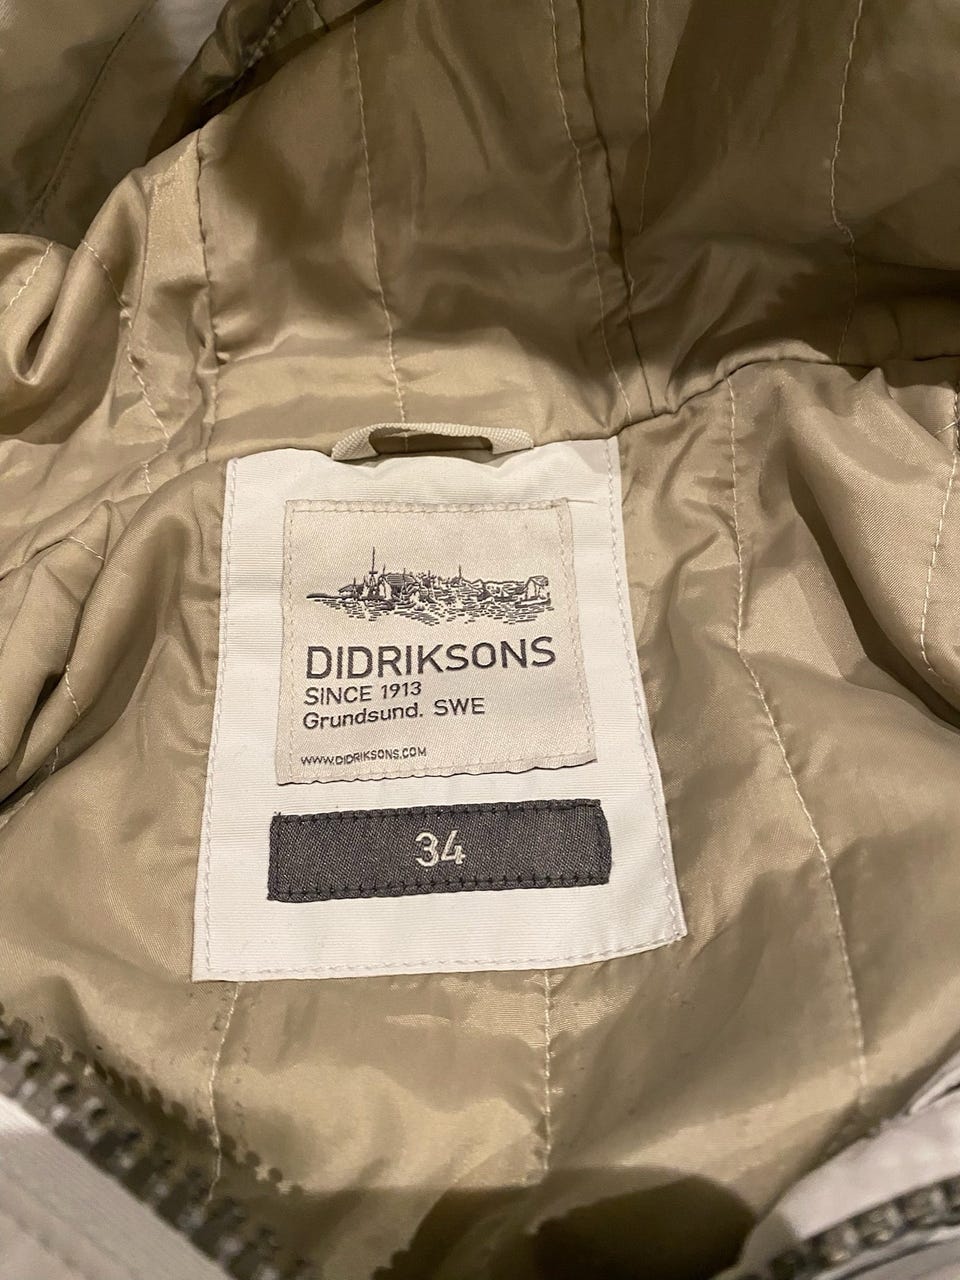 DIDRIKSONS
SINCE 1913
Grundsund. SWE
WWW.DIDRIKSONS.COM
34